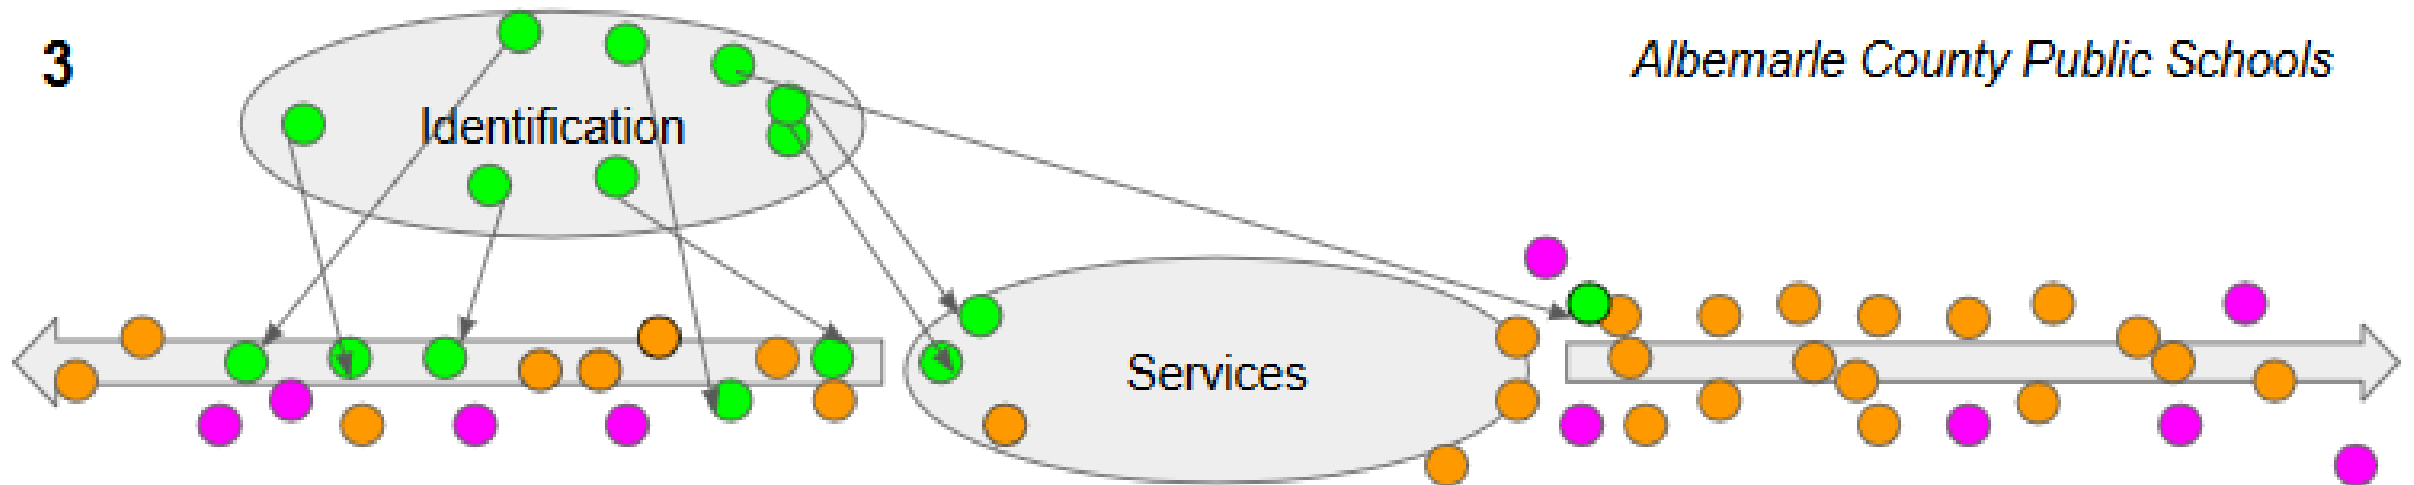 3
Albemarle County Public Schools
Identification
Services